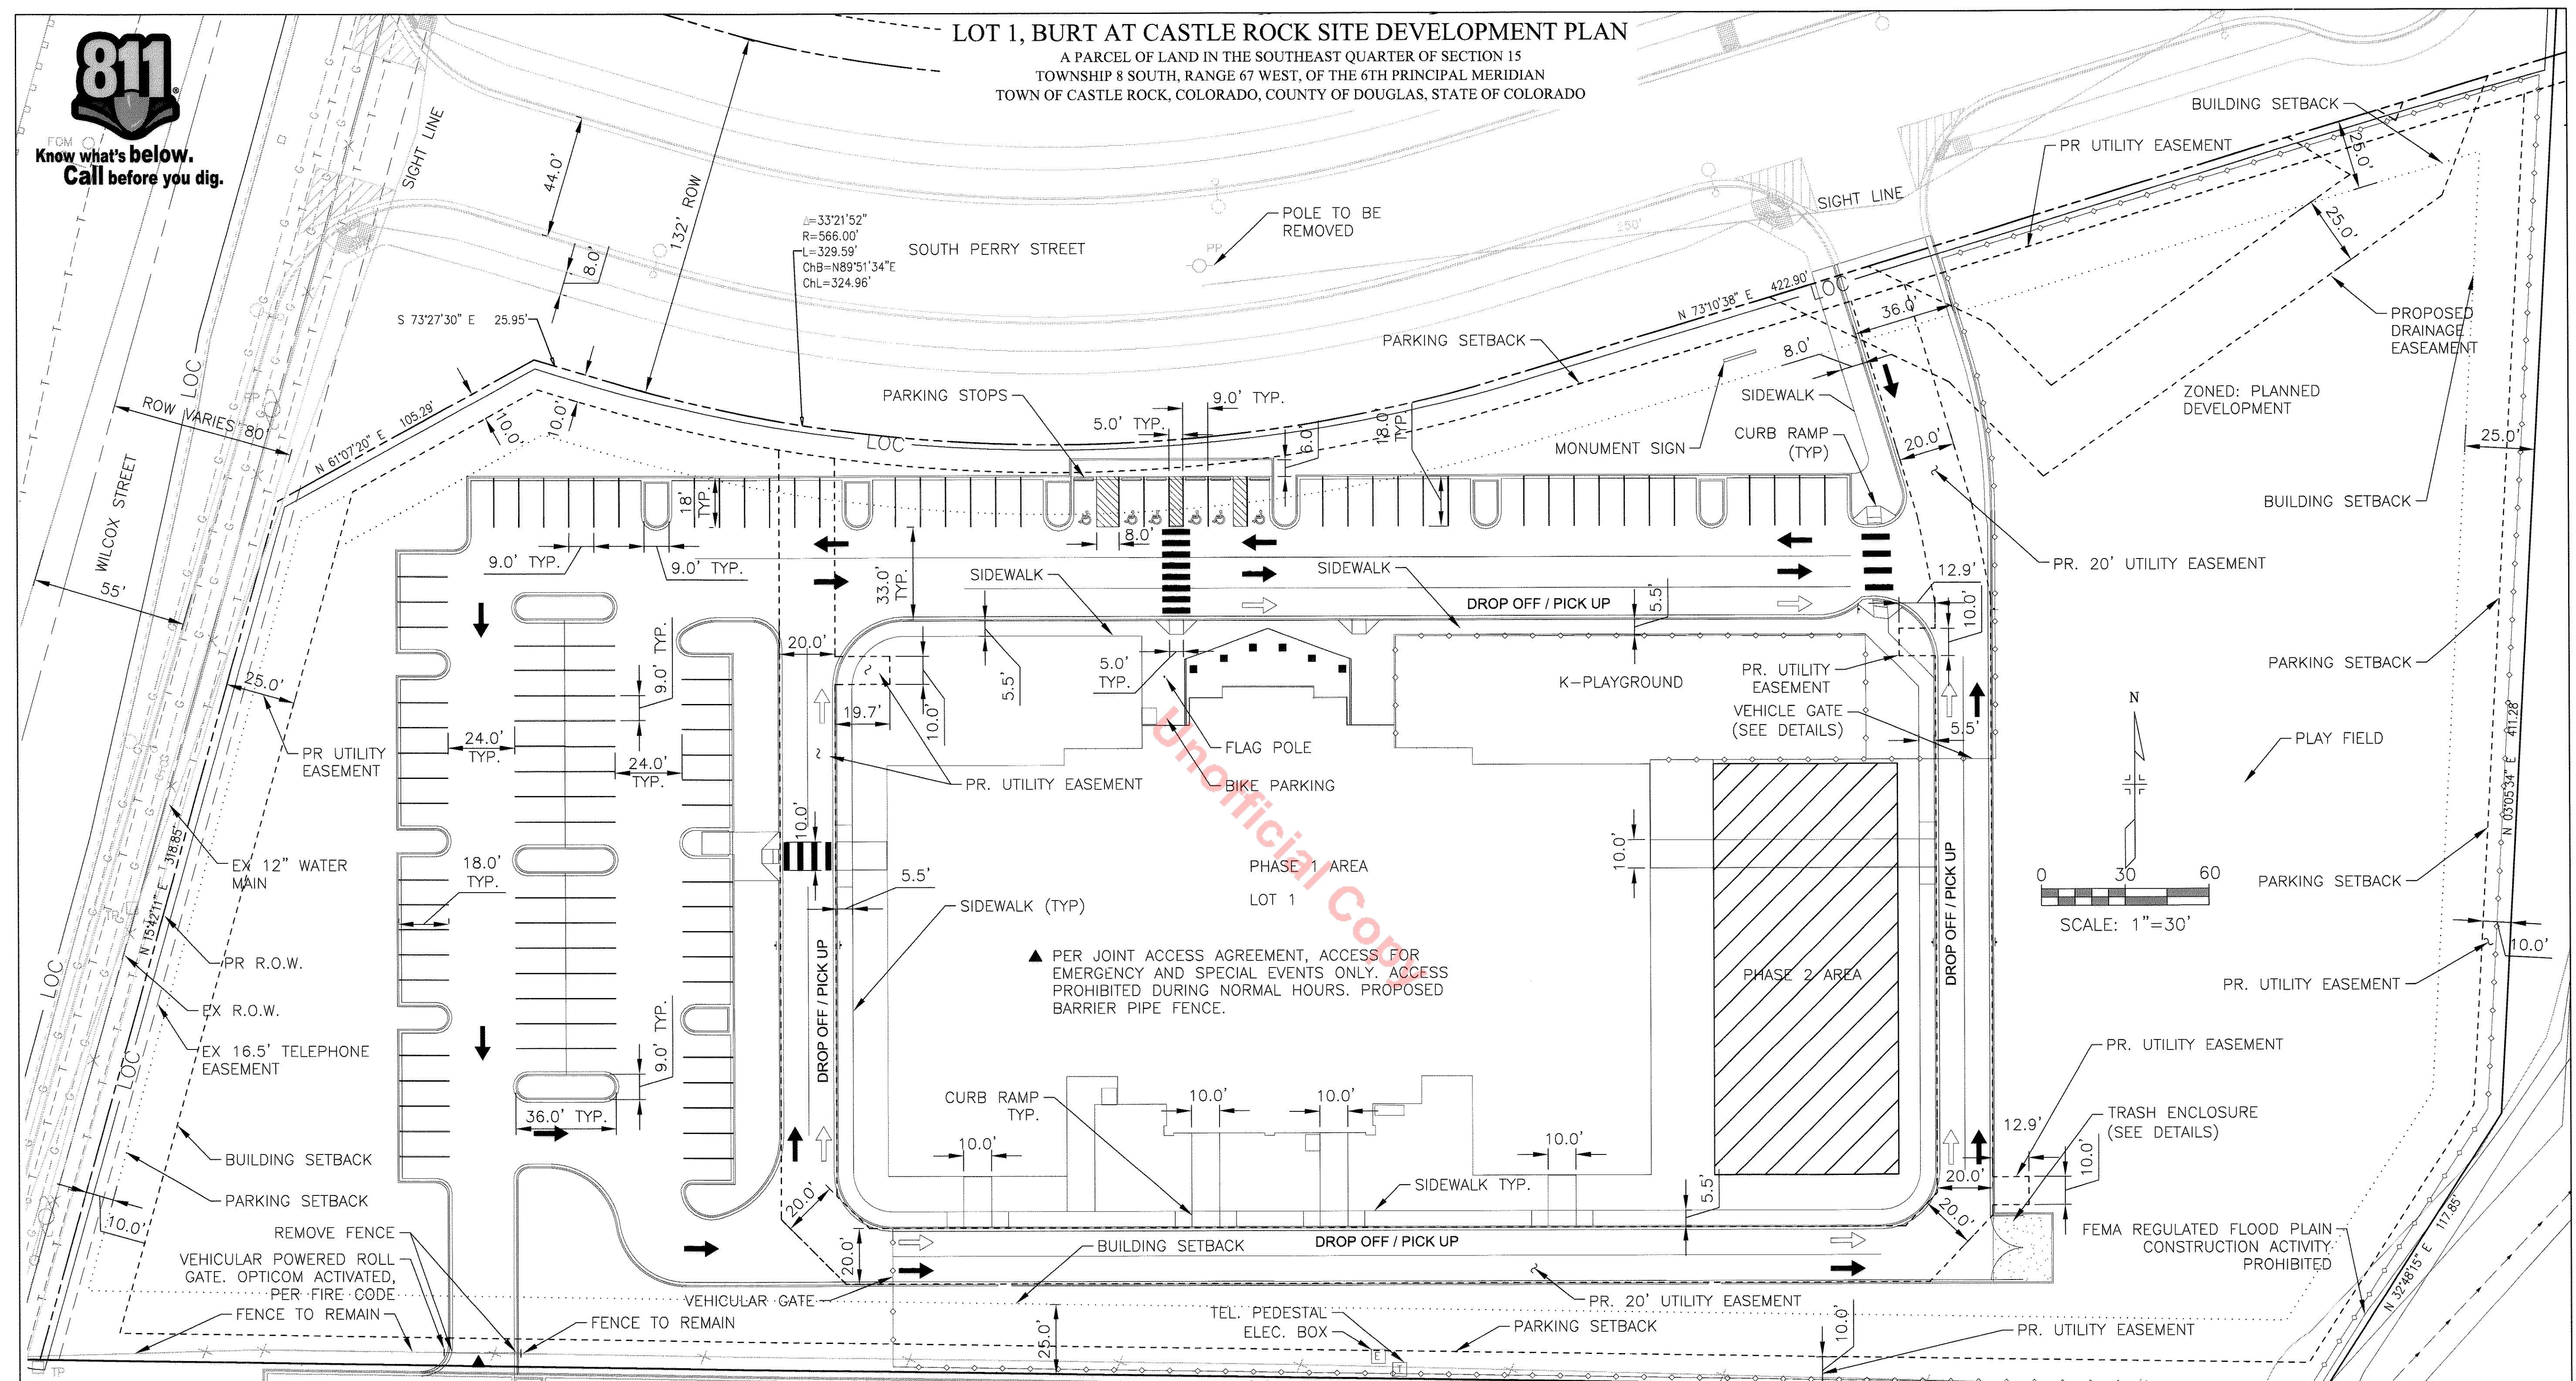 LOT 1, BURT AT CASTLE ROCK SITE DEVELOPMENT PLAN
A PARCEL OF LAND IN THE SOUTHEAST QUARTER OF SECTION 15
TOWNSHIP 8 SOUTH, RANGE 67 WEST, OF THE 6TH PRINCIPAL MERIDIAN
TOWN OF CASTLE ROCK, COLORADO, COUNTY OF DOUGLAS, STATE OF COLORADO
811
®
FOM
Know what's below.
Call before you dig.
SIGHT LINE
44.0'
8.0'
132' ROW
Δ=33°21'52"
R=566.00'
L=329.59'
ChB=N89°51'34"E
ChL=324.96'
SOUTH PERRY STREET
POLE TO BE
REMOVED
PP
250'
SIGHT LINE
BUILDING SETBACK
PR UTILITY EASEMENT
25.0'
25.0'
PROPOSED
DRAINAGE
EASEAMENT
S 73°27'30" E 25.95'
N 73°10'38" E 422.90'
LOC
36.0'
8.0'
PARKING SETBACK
SIDEWALK
ZONED: PLANNED
DEVELOPMENT
LOC
ROW VARIES 80'
N 61°07'20" E 105.29'
10.0'
10.0'
PARKING STOPS
5.0' TYP.
9.0' TYP.
6.0'
18.0'
TYP.
LOC
MONUMENT SIGN
CURB RAMP
(TYP)
20.0'
25.0'
BUILDING SETBACK
WILCOX STREET
55'
18'
TYP.
8.0'
9.0' TYP.
9.0' TYP.
33.0'
TYP.
SIDEWALK
SIDEWALK
DROP OFF / PICK UP
5.5'
12.9'
10.0'
PR. 20' UTILITY EASEMENT
20.0'
9.0' TYP.
5.5'
5.0'
TYP.
K-PLAYGROUND
PR. UTILITY
EASEMENT
PARKING SETBACK
25.0'
19.7'
10.0'
VEHICLE GATE
(SEE DETAILS)
5.5'
N
N 03°05'34" E 411.28'
PLAY FIELD
PR UTILITY
EASEMENT
24.0'
TYP.
24.0'
TYP.
FLAG POLE
PR. UTILITY EASEMENT
BIKE PARKING
Unofficial Copy
10.0'
10.0'
EX 12" WATER
MAIN
N 15°42'11" E 318.85'
18.0'
TYP.
5.5'
PHASE 1 AREA
LOT 1
DROP OFF / PICK UP
0 30 60
SCALE: 1"=30'
PARKING SETBACK
SIDEWALK (TYP)
PR R.O.W.
LOC
DROP OFF / PICK UP
▲ PER JOINT ACCESS AGREEMENT, ACCESS FOR
EMERGENCY AND SPECIAL EVENTS ONLY. ACCESS
PROHIBITED DURING NORMAL HOURS. PROPOSED
BARRIER PIPE FENCE.
PHASE 2 AREA
10.0'
PR. UTILITY EASEMENT
EX R.O.W.
EX 16.5' TELEPHONE
EASEMENT
LOC
9.0' TYP.
PR. UTILITY EASEMENT
36.0' TYP.
CURB RAMP
TYP.
10.0'
10.0'
10.0'
10.0'
12.9'
TRASH ENCLOSURE
(SEE DETAILS)
10.0'
BUILDING SETBACK
PARKING SETBACK
10.0'
20.0'
SIDEWALK TYP.
5.5'
20.0'
20.0'
REMOVE FENCE
VEHICULAR POWERED ROLL
GATE. OPTICOM ACTIVATED,
PER FIRE CODE
FENCE TO REMAIN
20.0'
BUILDING SETBACK
DROP OFF / PICK UP
FEMA REGULATED FLOOD PLAIN
CONSTRUCTION ACTIVITY
PROHIBITED
N 32°48'15" E 117.85'
VEHICULAR GATE
FENCE TO REMAIN
25.0'
TEL. PEDESTAL
ELEC. BOX
PR. 20' UTILITY EASEMENT
PARKING SETBACK
10.0'
PR. UTILITY EASEMENT
E
T
TP